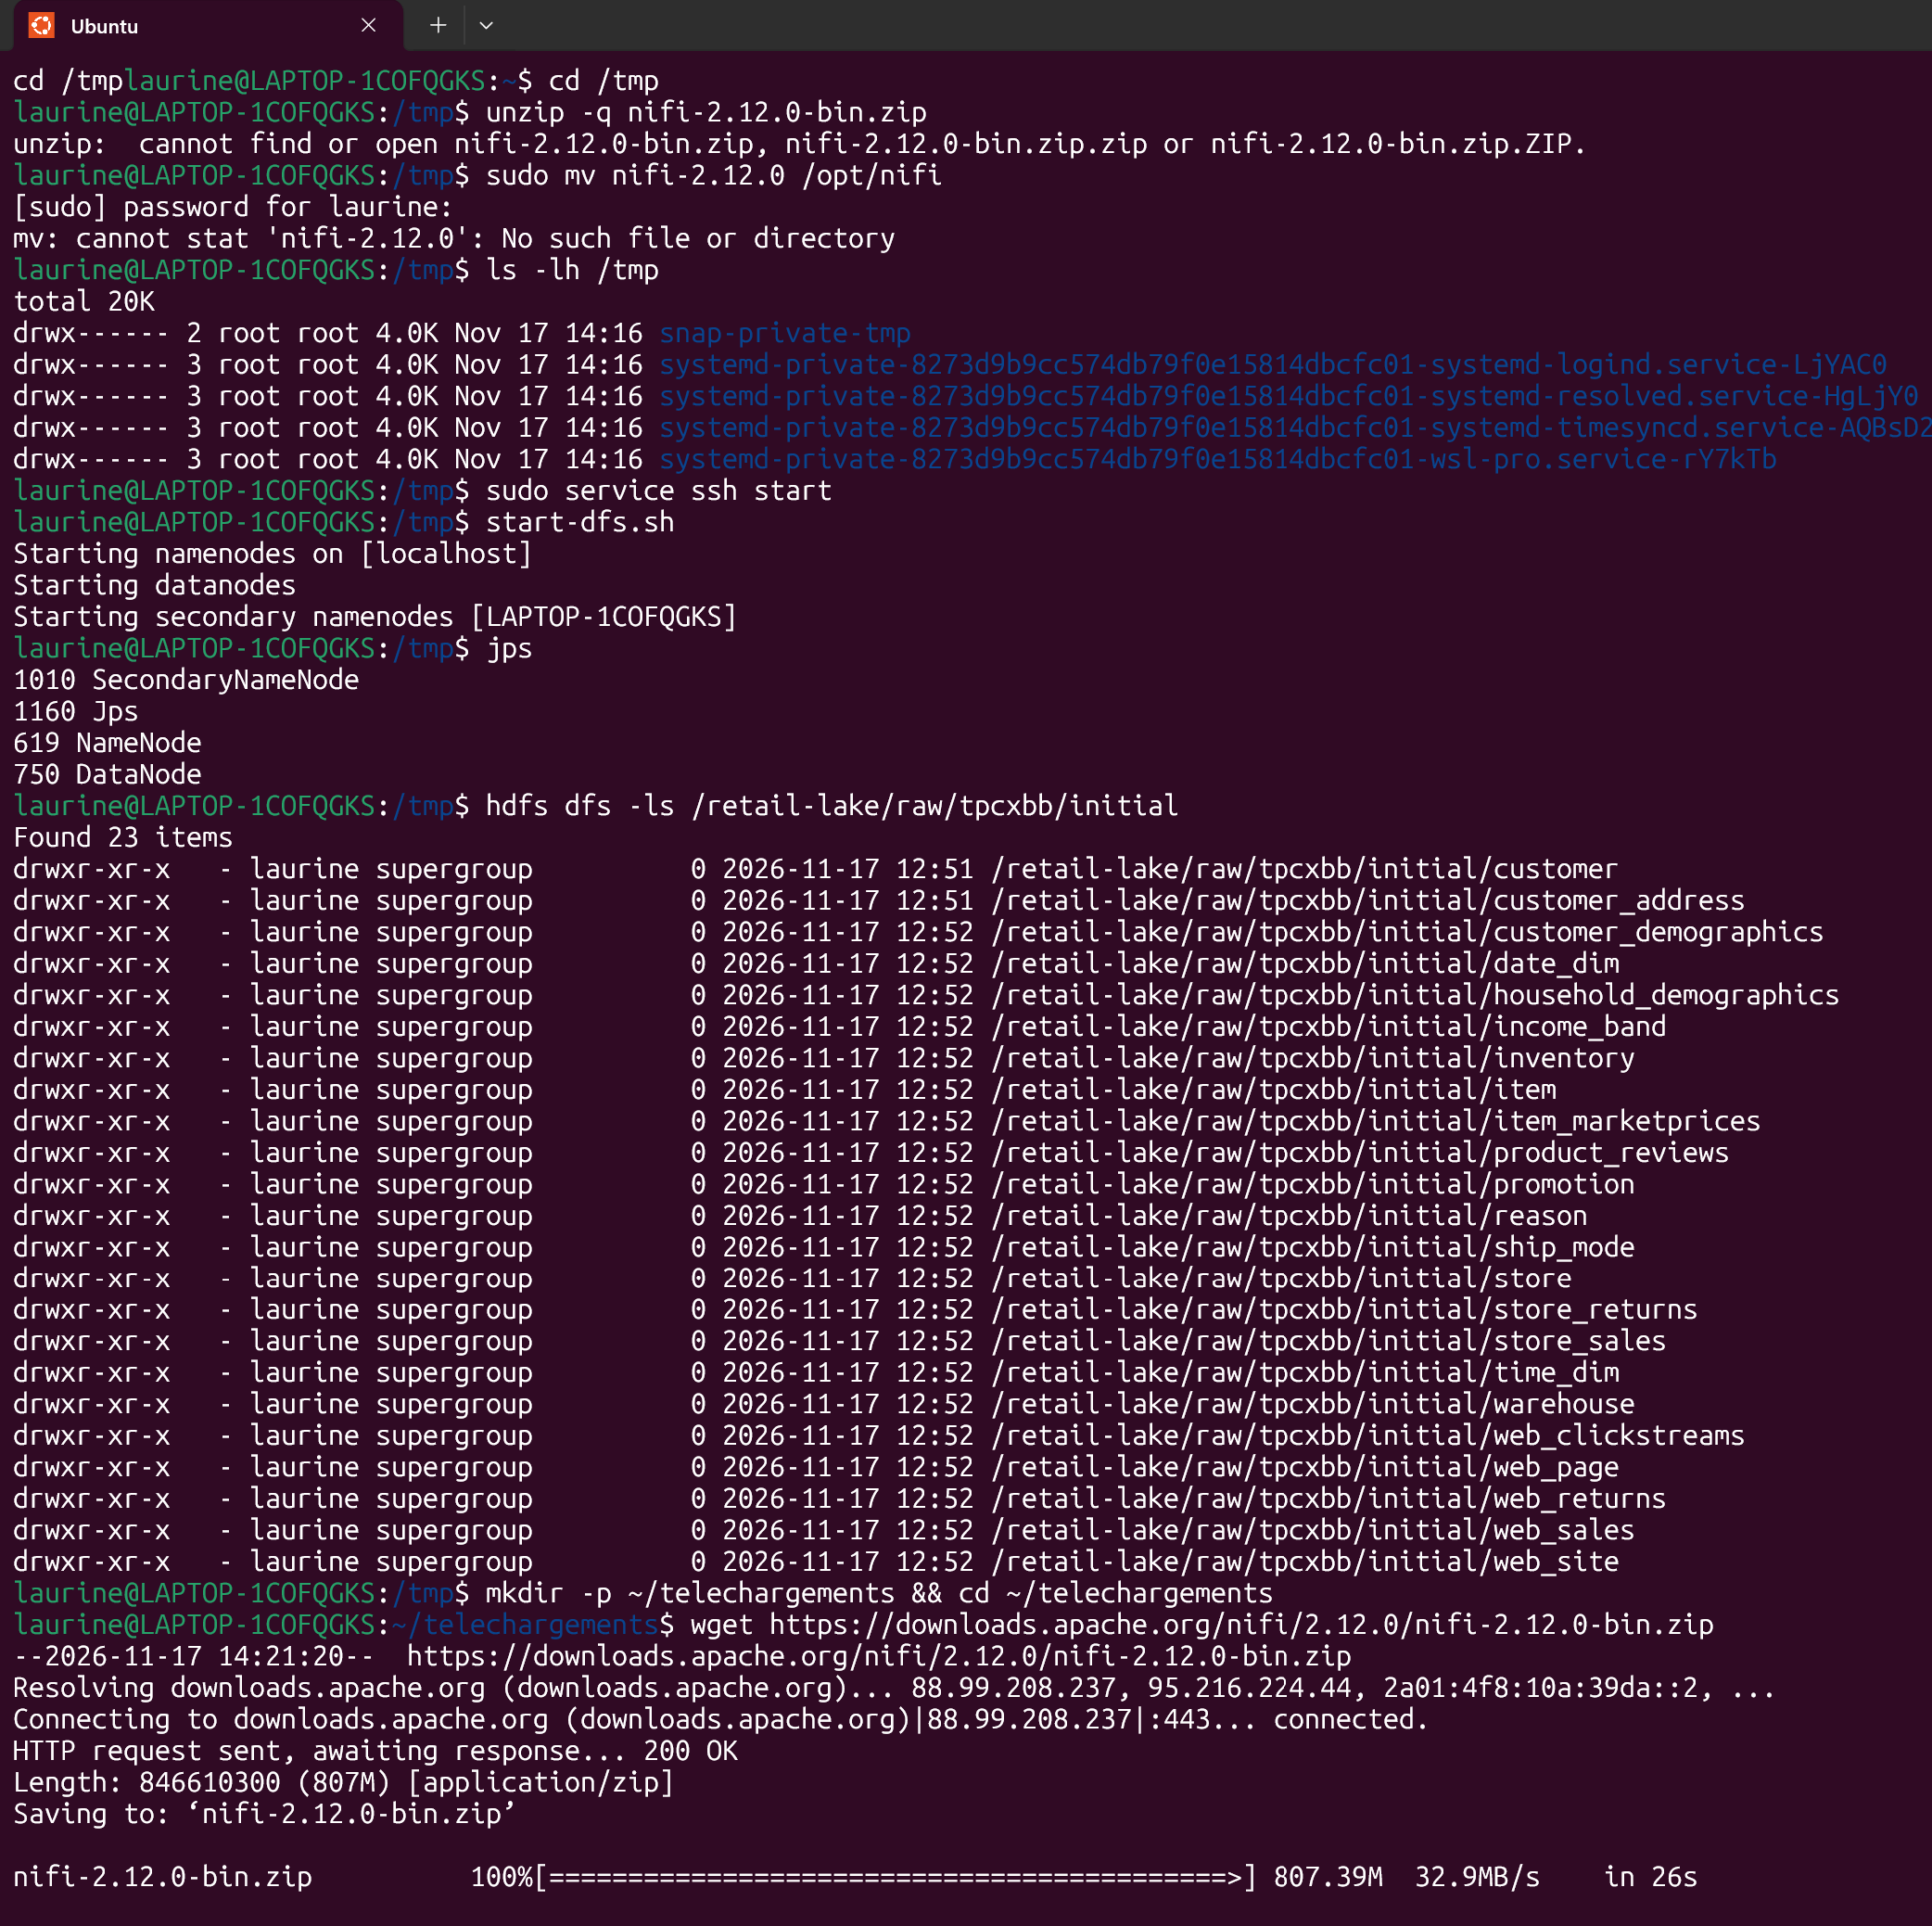 Ubuntu
cd /tmplaurine@LAPTOP-1COFQGKS:~$ cd /tmp
laurine@LAPTOP-1COFQGKS:/tmp$ unzip -q nifi-2.12.0-bin.zip
unzip:  cannot find or open nifi-2.12.0-bin.zip, nifi-2.12.0-bin.zip.zip or nifi-2.12.0-bin.zip.ZIP.
laurine@LAPTOP-1COFQGKS:/tmp$ sudo mv nifi-2.12.0 /opt/nifi
[sudo] password for laurine:
mv: cannot stat 'nifi-2.12.0': No such file or directory
laurine@LAPTOP-1COFQGKS:/tmp$ ls -lh /tmp
total 20K
drwx------ 2 root root 4.0K Nov 17 14:16 snap-private-tmp
drwx------ 3 root root 4.0K Nov 17 14:16 systemd-private-8273d9b9cc574db79f0e15814dbcfc01-systemd-logind.service-LjYAC0
drwx------ 3 root root 4.0K Nov 17 14:16 systemd-private-8273d9b9cc574db79f0e15814dbcfc01-systemd-resolved.service-HgLjY0
drwx------ 3 root root 4.0K Nov 17 14:16 systemd-private-8273d9b9cc574db79f0e15814dbcfc01-systemd-timesyncd.service-AQBsD2
drwx------ 3 root root 4.0K Nov 17 14:16 systemd-private-8273d9b9cc574db79f0e15814dbcfc01-wsl-pro.service-rY7kTb
laurine@LAPTOP-1COFQGKS:/tmp$ sudo service ssh start
laurine@LAPTOP-1COFQGKS:/tmp$ start-dfs.sh
Starting namenodes on [localhost]
Starting datanodes
Starting secondary namenodes [LAPTOP-1COFQGKS]
laurine@LAPTOP-1COFQGKS:/tmp$ jps
1010 SecondaryNameNode
1160 Jps
619 NameNode
750 DataNode
laurine@LAPTOP-1COFQGKS:/tmp$ hdfs dfs -ls /retail-lake/raw/tpcxbb/initial
Found 23 items
drwxr-xr-x   - laurine supergroup          0 2026-11-17 12:51 /retail-lake/raw/tpcxbb/initial/customer
drwxr-xr-x   - laurine supergroup          0 2026-11-17 12:51 /retail-lake/raw/tpcxbb/initial/customer_address
drwxr-xr-x   - laurine supergroup          0 2026-11-17 12:52 /retail-lake/raw/tpcxbb/initial/customer_demographics
drwxr-xr-x   - laurine supergroup          0 2026-11-17 12:52 /retail-lake/raw/tpcxbb/initial/date_dim
drwxr-xr-x   - laurine supergroup          0 2026-11-17 12:52 /retail-lake/raw/tpcxbb/initial/household_demographics
drwxr-xr-x   - laurine supergroup          0 2026-11-17 12:52 /retail-lake/raw/tpcxbb/initial/income_band
drwxr-xr-x   - laurine supergroup          0 2026-11-17 12:52 /retail-lake/raw/tpcxbb/initial/inventory
drwxr-xr-x   - laurine supergroup          0 2026-11-17 12:52 /retail-lake/raw/tpcxbb/initial/item
drwxr-xr-x   - laurine supergroup          0 2026-11-17 12:52 /retail-lake/raw/tpcxbb/initial/item_marketprices
drwxr-xr-x   - laurine supergroup          0 2026-11-17 12:52 /retail-lake/raw/tpcxbb/initial/product_reviews
drwxr-xr-x   - laurine supergroup          0 2026-11-17 12:52 /retail-lake/raw/tpcxbb/initial/promotion
drwxr-xr-x   - laurine supergroup          0 2026-11-17 12:52 /retail-lake/raw/tpcxbb/initial/reason
drwxr-xr-x   - laurine supergroup          0 2026-11-17 12:52 /retail-lake/raw/tpcxbb/initial/ship_mode
drwxr-xr-x   - laurine supergroup          0 2026-11-17 12:52 /retail-lake/raw/tpcxbb/initial/store
drwxr-xr-x   - laurine supergroup          0 2026-11-17 12:52 /retail-lake/raw/tpcxbb/initial/store_returns
drwxr-xr-x   - laurine supergroup          0 2026-11-17 12:52 /retail-lake/raw/tpcxbb/initial/store_sales
drwxr-xr-x   - laurine supergroup          0 2026-11-17 12:52 /retail-lake/raw/tpcxbb/initial/time_dim
drwxr-xr-x   - laurine supergroup          0 2026-11-17 12:52 /retail-lake/raw/tpcxbb/initial/warehouse
drwxr-xr-x   - laurine supergroup          0 2026-11-17 12:52 /retail-lake/raw/tpcxbb/initial/web_clickstreams
drwxr-xr-x   - laurine supergroup          0 2026-11-17 12:52 /retail-lake/raw/tpcxbb/initial/web_page
drwxr-xr-x   - laurine supergroup          0 2026-11-17 12:52 /retail-lake/raw/tpcxbb/initial/web_returns
drwxr-xr-x   - laurine supergroup          0 2026-11-17 12:52 /retail-lake/raw/tpcxbb/initial/web_sales
drwxr-xr-x   - laurine supergroup          0 2026-11-17 12:52 /retail-lake/raw/tpcxbb/initial/web_site
laurine@LAPTOP-1COFQGKS:/tmp$ mkdir -p ~/telechargements && cd ~/telechargements
laurine@LAPTOP-1COFQGKS:~/telechargements$ wget https://downloads.apache.org/nifi/2.12.0/nifi-2.12.0-bin.zip
--2026-11-17 14:21:20--  https://downloads.apache.org/nifi/2.12.0/nifi-2.12.0-bin.zip
Resolving downloads.apache.org (downloads.apache.org)... 88.99.208.237, 95.216.224.44, 2a01:4f8:10a:39da::2, ...
Connecting to downloads.apache.org (downloads.apache.org)|88.99.208.237|:443... connected.
HTTP request sent, awaiting response... 200 OK
Length: 846610300 (807M) [application/zip]
Saving to: ‘nifi-2.12.0-bin.zip’
nifi-2.12.0-bin.zip          100%[===========================================>] 807.39M  32.9MB/s    in 26s